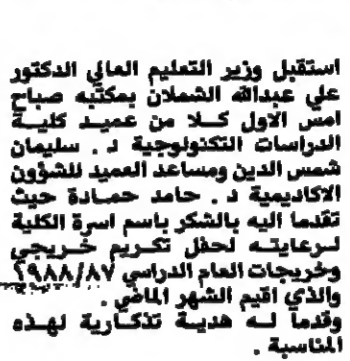 استقبل وزير التعليم العالي الدكتور
علي عبدالله الشملان بمكتبه صباح
امس الاول كلا من عميد كلية
الدراسات التكنولوجية د . سليمان
شمس الدين ومساعد العميد للشؤون
الاكاديمية د . حامد حمادة حيث
تقدما اليه بالشكر باسم اسرة الكلية
لرعايته لحفل تكريم خريجي
وخريجات العام الدراسي ٩٨٨/٨٧
والذي اقيم الشهر الماضي .
وقدما له هدية تذكارية لهذه
المناسبة .